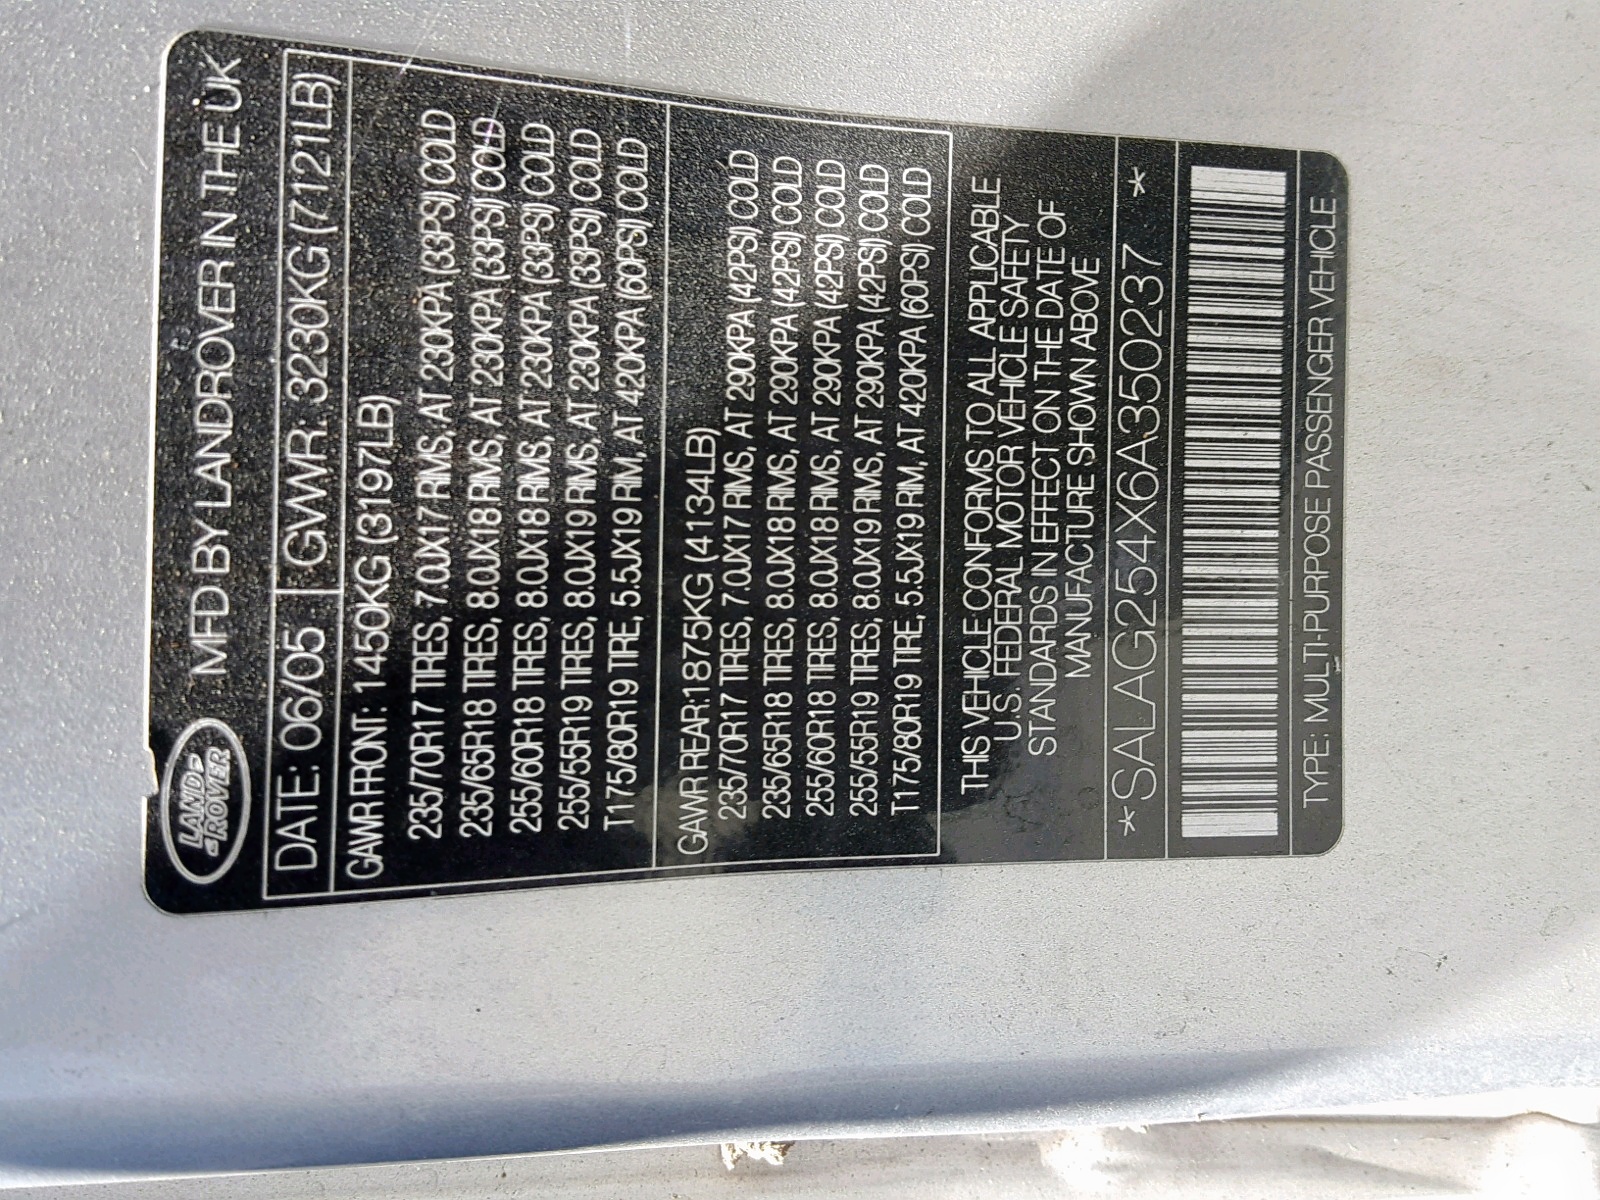 LAND ROVER
MFD BY LANDROVER IN THE UK
DATE: 06/05 GVWR: 3230KG (7121LB)
GAWR FRONT: 1450KG (3197LB)
235/70R17 TIRES, 7.0JX17 RIMS, AT 230KPA (33PSI) COLD
235/65R18 TIRES, 8.0JX18 RIMS, AT 230KPA (33PSI) COLD
255/60R18 TIRES, 8.0JX18 RIMS, AT 230KPA (33PSI) COLD
255/55R19 TIRES, 8.0JX19 RIMS, AT 230KPA (33PSI) COLD
T175/80R19 TIRE, 5.5JX19 RIM, AT 420KPA (60PSI) COLD
GAWR REAR: 1875KG (4134LB)
235/70R17 TIRES, 7.0JX17 RIMS, AT 290KPA (42PSI) COLD
235/65R18 TIRES, 8.0JX18 RIMS, AT 290KPA (42PSI) COLD
255/60R18 TIRES, 8.0JX18 RIMS, AT 290KPA (42PSI) COLD
255/55R19 TIRES, 8.0JX19 RIMS, AT 290KPA (42PSI) COLD
T175/80R19 TIRE, 5.5JX19 RIM, AT 420KPA (60PSI) COLD
THIS VEHICLE CONFORMS TO ALL APPLICABLE
U.S. FEDERAL MOTOR VEHICLE SAFETY
STANDARDS IN EFFECT ON THE DATE OF
MANUFACTURE SHOWN ABOVE
*SALAG254X6A350237 *
TYPE: MULTI-PURPOSE PASSENGER VEHICLE